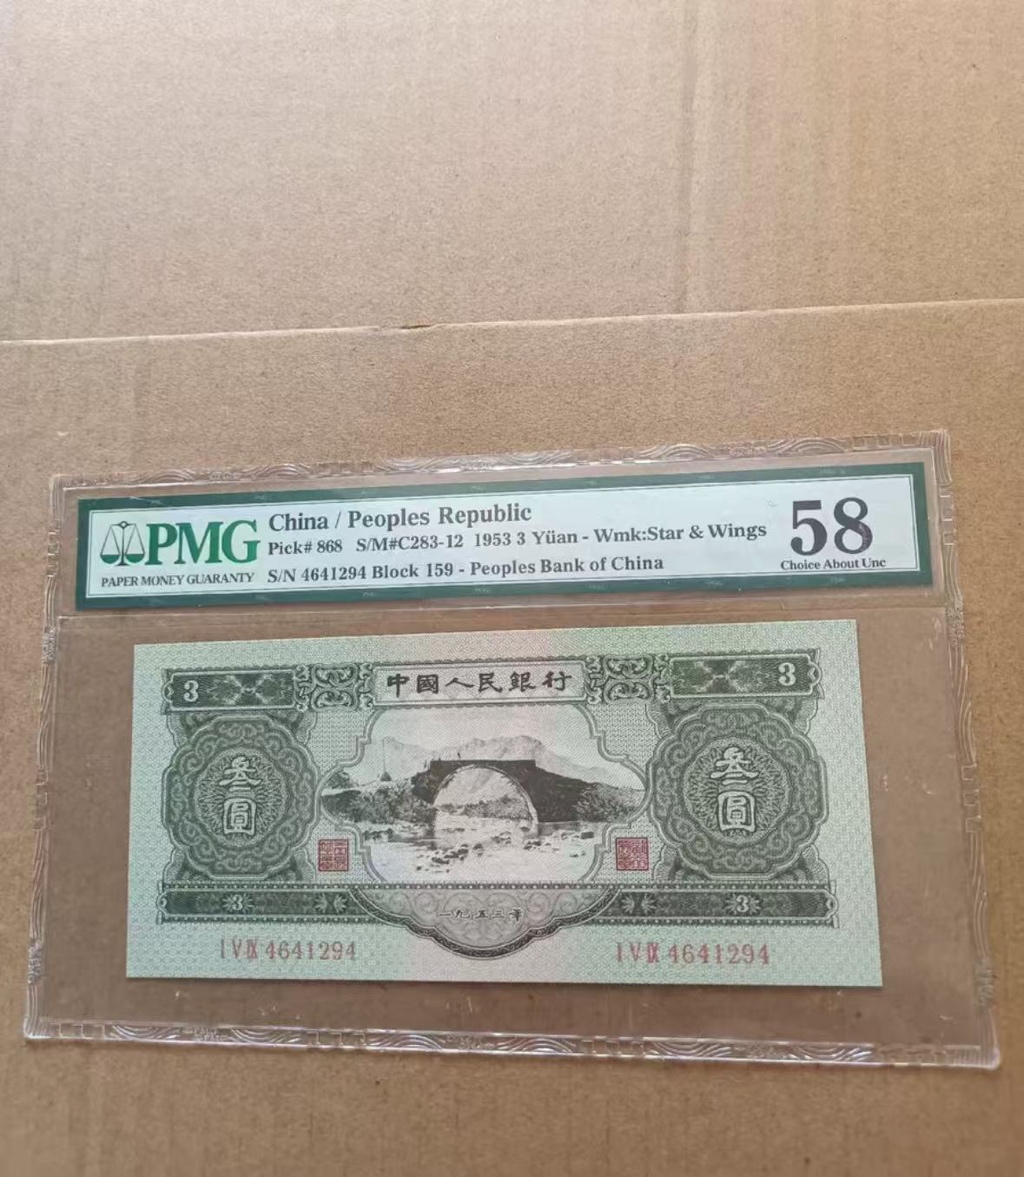 PMG
PAPER MONEY GUARANTY
China / Peoples Republic
Pick# 868 S/M#C283-12 1953 3 Yüan - Wmk:Star & Wings
S/N 4641294 Block 159 - Peoples Bank of China
58
Choice About Unc
3
中國人民銀行
3
叁圓
叁圓
3
一九五三年
3
I V IX 4641294
I V IX 4641294